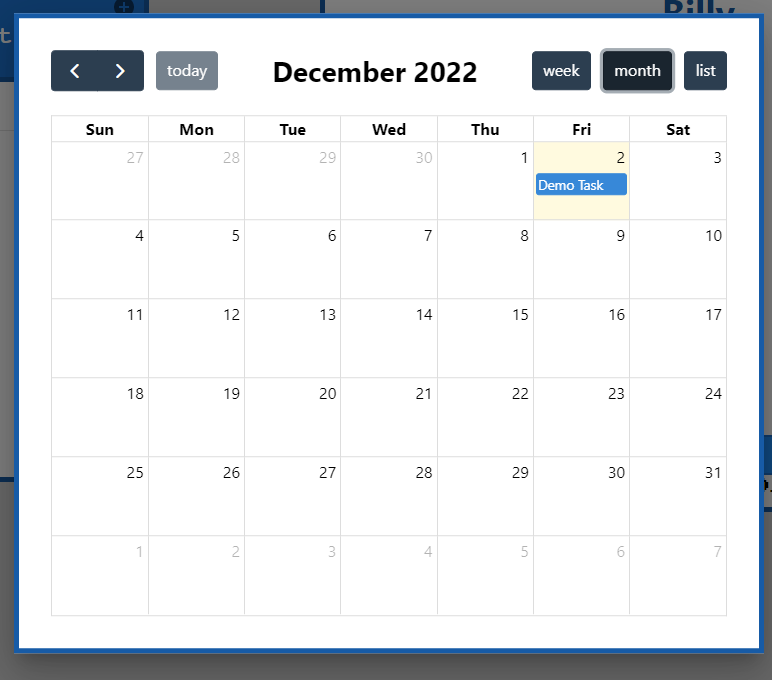 Billy
today
December 2022
week
month
list
Sun Mon Tue Wed Thu Fri Sat
27 28 29 30 1 2 3
Demo Task
4 5 6 7 8 9 10
11 12 13 14 15 16 17
18 19 20 21 22 23 24
25 26 27 28 29 30 31
1 2 3 4 5 6 7